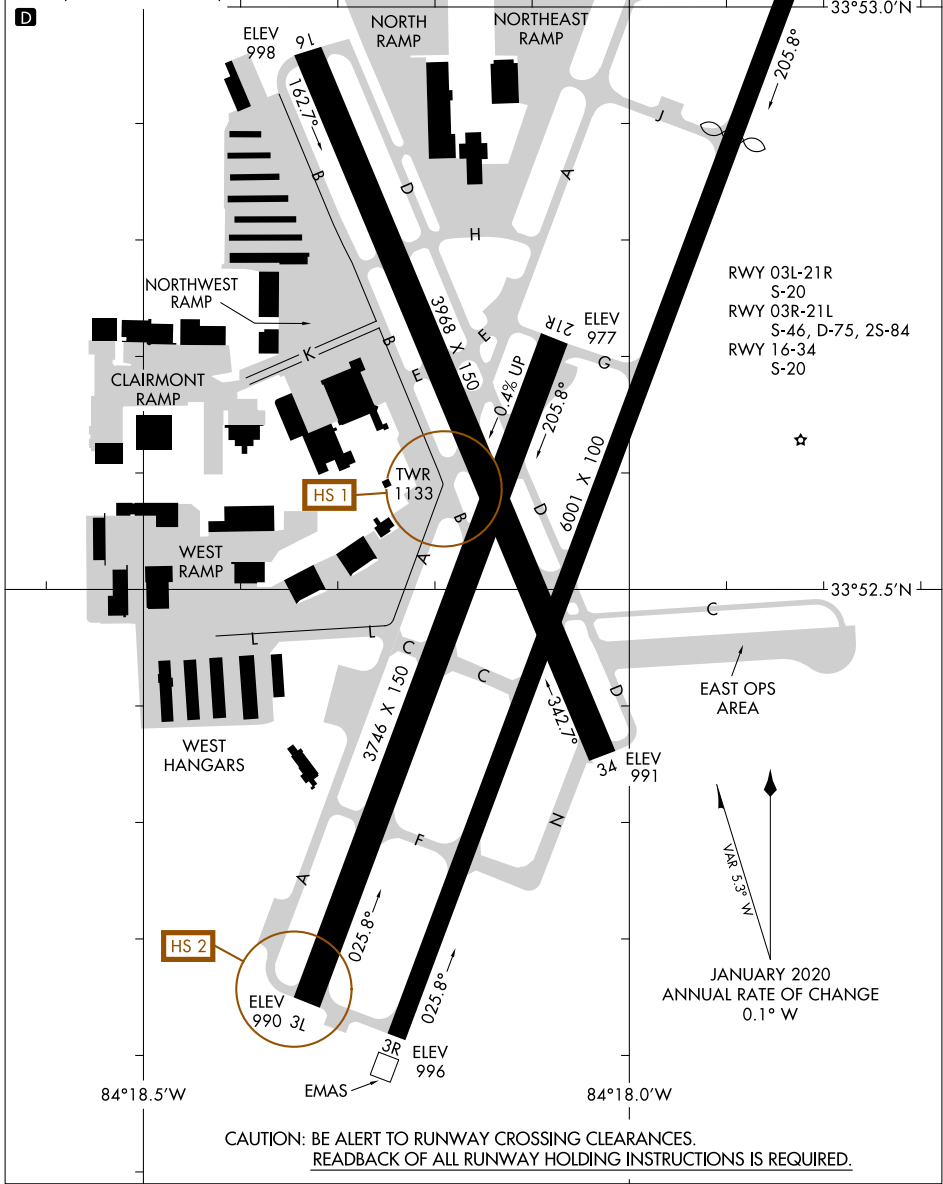 D
33°53.0'N
NORTH
RAMP
NORTHEAST
RAMP
ELEV
998
16
162.7°
205.8°
J
B
D
A
H
NORTHWEST
RAMP
RWY 03L-21R
S-20
RWY 03R-21L
S-46, D-75, 2S-84
RWY 16-34
S-20
3968 X 150
E
21R
ELEV
977
K
B
E
G
0.4% UP
205.8°
CLAIRMONT
RAMP
6001 X 100
TWR
1133
HS 1
B
D
A
WEST
RAMP
33°52.5'N
C
L
L
C
C
D
EAST OPS
AREA
3746 X 150
342.7°
WEST
HANGARS
34
ELEV
991
N
F
VAR 5.3° W
A
025.8°
025.8°
HS 2
JANUARY 2020
ANNUAL RATE OF CHANGE
0.1° W
ELEV
990
3L
3R
ELEV
996
EMAS
84°18.5'W
84°18.0'W
CAUTION: BE ALERT TO RUNWAY CROSSING CLEARANCES.
READBACK OF ALL RUNWAY HOLDING INSTRUCTIONS IS REQUIRED.